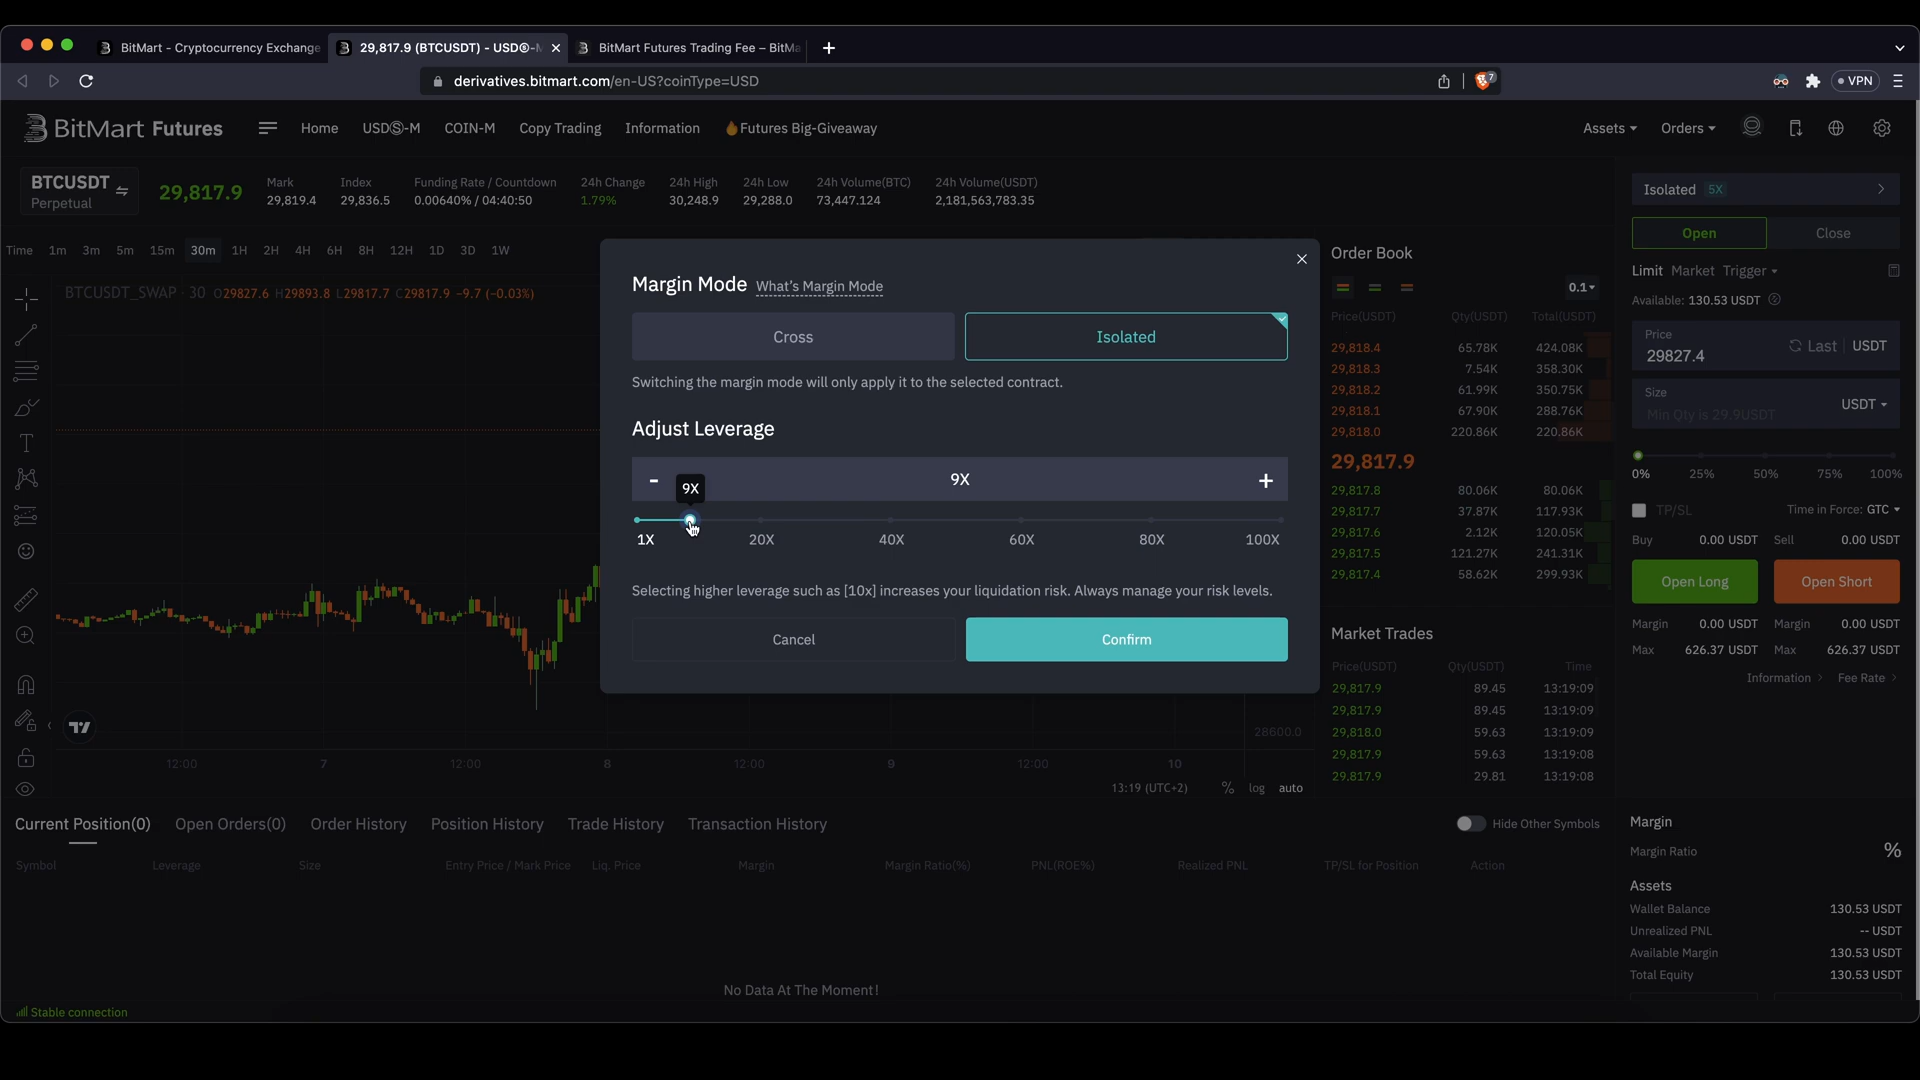 BitMart - Cryptocurrency Exchange
29,817.9 (BTCUSDT) - USD®-M
BitMart Futures Trading Fee – BitMa
derivatives.bitmart.com/en-US?coinType=USD
7
VPN
BitMart Futures
Home
USDⓈ-M
COIN-M
Copy Trading
Information
Futures Big-Giveaway
Assets
Orders
BTCUSDT
Perpetual
29,817.9
Mark
29,819.4
Index
29,836.5
Funding Rate / Countdown
0.00640% / 04:40:50
24h Change
1.79%
24h High
30,248.9
24h Low
29,288.0
24h Volume(BTC)
73,447.124
24h Volume(USDT)
2,181,563,783.35
Time 1m 3m 5m 15m 30m 1H 2H 4H 6H 8H 12H 1D 3D 1W
BTCUSDT_SWAP · 30 O29827.6 H29893.8 L29817.7 C29817.9 -9.7 (-0.03%)
Margin Mode What's Margin Mode
Cross
Isolated
Switching the margin mode will only apply it to the selected contract.
Adjust Leverage
- 9X +
9X
1X 20X 40X 60X 80X 100X
Selecting higher leverage such as [10x] increases your liquidation risk. Always manage your risk levels.
Cancel
Confirm
28600.0
12:00 7 12:00 8 12:00 9 12:00 10
13:19 (UTC+2) % log auto
Order Book
0.1
Price(USDT) Qty(USDT) Total(USDT)
29,818.4 65.78K 424.08K
29,818.3 7.54K 358.30K
29,818.2 61.99K 350.75K
29,818.1 67.90K 288.76K
29,818.0 220.86K 220.86K
29,817.9
29,817.8 80.06K 80.06K
29,817.7 37.87K 117.93K
29,817.6 2.12K 120.05K
29,817.5 121.27K 241.31K
29,817.4 58.62K 299.93K
Market Trades
Price(USDT) Qty(USDT) Time
29,817.9 89.45 13:19:09
29,817.9 89.45 13:19:09
29,818.0 59.63 13:19:09
29,817.9 59.63 13:19:08
29,817.9 29.81 13:19:08
Isolated 5X
Open
Close
Limit Market Trigger
Available: 130.53 USDT
Price
29827.4
Last
USDT
Size
Min Qty is 29.9USDT
USDT
0% 25% 50% 75% 100%
TP/SL
Time in Force: GTC
Buy 0.00 USDT Sell 0.00 USDT
Open Long
Open Short
Margin 0.00 USDT Margin 0.00 USDT
Max 626.37 USDT Max 626.37 USDT
Information
Fee Rate
Current Position(0) Open Orders(0) Order History Position History Trade History Transaction History
Hide Other Symbols
Symbol Leverage Size Entry Price / Mark Price Liq. Price Margin Margin Ratio(%) PNL(ROE%) Realized PNL TP/SL for Position Action
No Data At The Moment!
Margin
Margin Ratio %
Assets
Wallet Balance 130.53 USDT
Unrealized PNL -- USDT
Available Margin 130.53 USDT
Total Equity 130.53 USDT
Stable connection